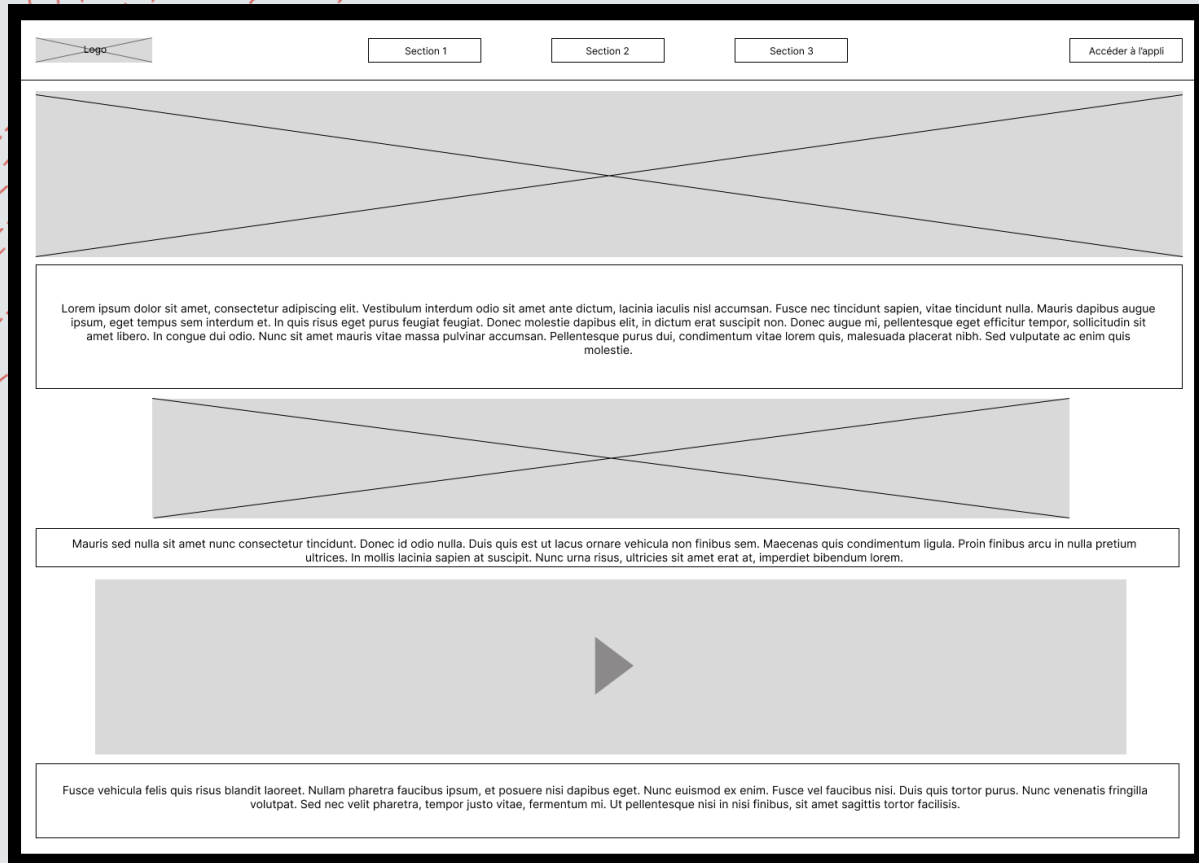 Logo
Section 1
Section 2
Section 3
Accéder à l'appli
Lorem ipsum dolor sit amet, consectetur adipiscing elit. Vestibulum interdum odio sit amet ante dictum, lacinia iaculis nisl accumsan. Fusce nec tincidunt sapien, vitae tincidunt nulla. Mauris dapibus augue
ipsum, eget tempus sem interdum et. In quis risus eget purus feugiat feugiat. Donec molestie dapibus elit, in dictum erat suscipit non. Donec augue mi, pellentesque eget efficitur tempor, sollicitudin sit
amet libero. In congue dui odio. Nunc sit amet mauris vitae massa pulvinar accumsan. Pellentesque purus dui, condimentum vitae lorem quis, malesuada placerat nibh. Sed vulputate ac enim quis
molestie.
Mauris sed nulla sit amet nunc consectetur tincidunt. Donec id odio nulla. Duis quis est ut lacus ornare vehicula non finibus sem. Maecenas quis condimentum ligula. Proin finibus arcu in nulla pretium
ultrices. In mollis lacinia sapien at suscipit. Nunc urna risus, ultricies sit amet erat at, imperdiet bibendum lorem.
Fusce vehicula felis quis risus blandit laoreet. Nullam pharetra faucibus ipsum, et posuere nisi dapibus eget. Nunc euismod ex enim. Fusce vel faucibus nisi. Duis quis tortor purus. Nunc venenatis fringilla
volutpat. Sed nec velit pharetra, tempor justo vitae, fermentum mi. Ut pellentesque nisi in nisi finibus, sit amet sagittis tortor facilisis.